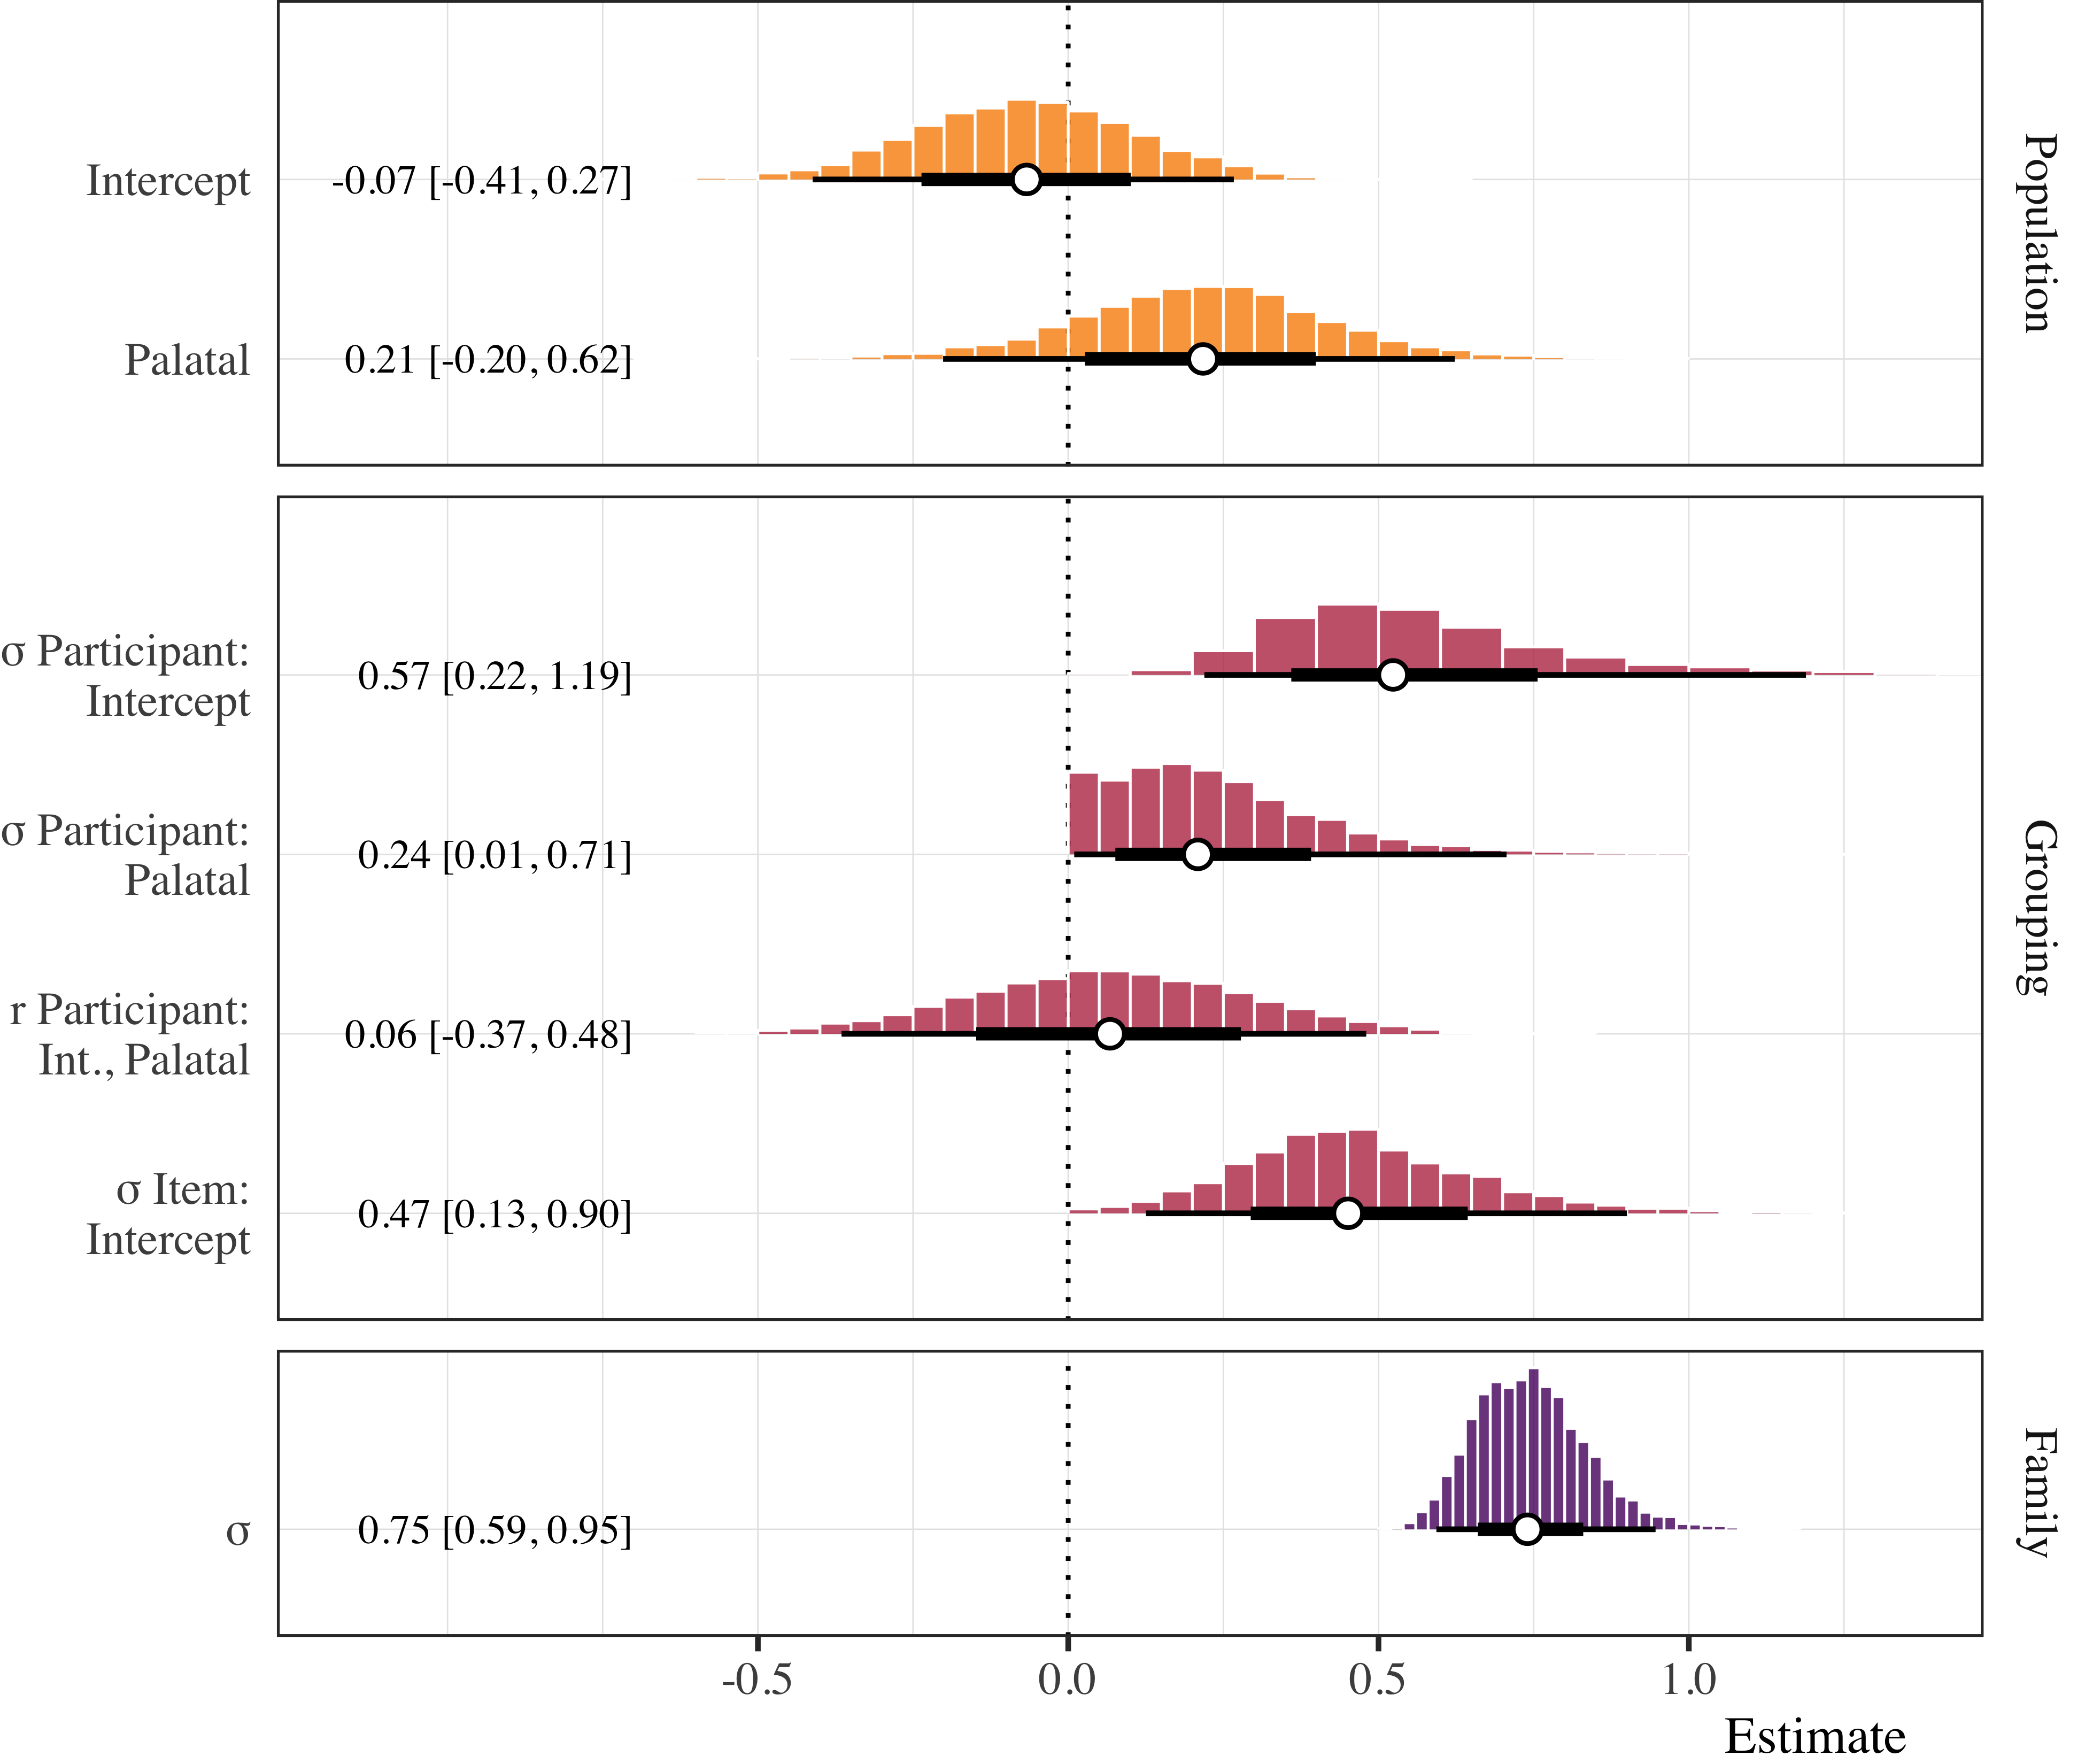 Population
Intercept
-0.07 [-0.41, 0.27]
Palatal
0.21 [-0.20, 0.62]
Grouping
σ Participant:
Intercept
0.57 [0.22, 1.19]
σ Participant:
Palatal
0.24 [0.01, 0.71]
r Participant:
Int., Palatal
0.06 [-0.37, 0.48]
σ Item:
Intercept
0.47 [0.13, 0.90]
Family
σ
0.75 [0.59, 0.95]
-0.5 0.0 0.5 1.0
Estimate